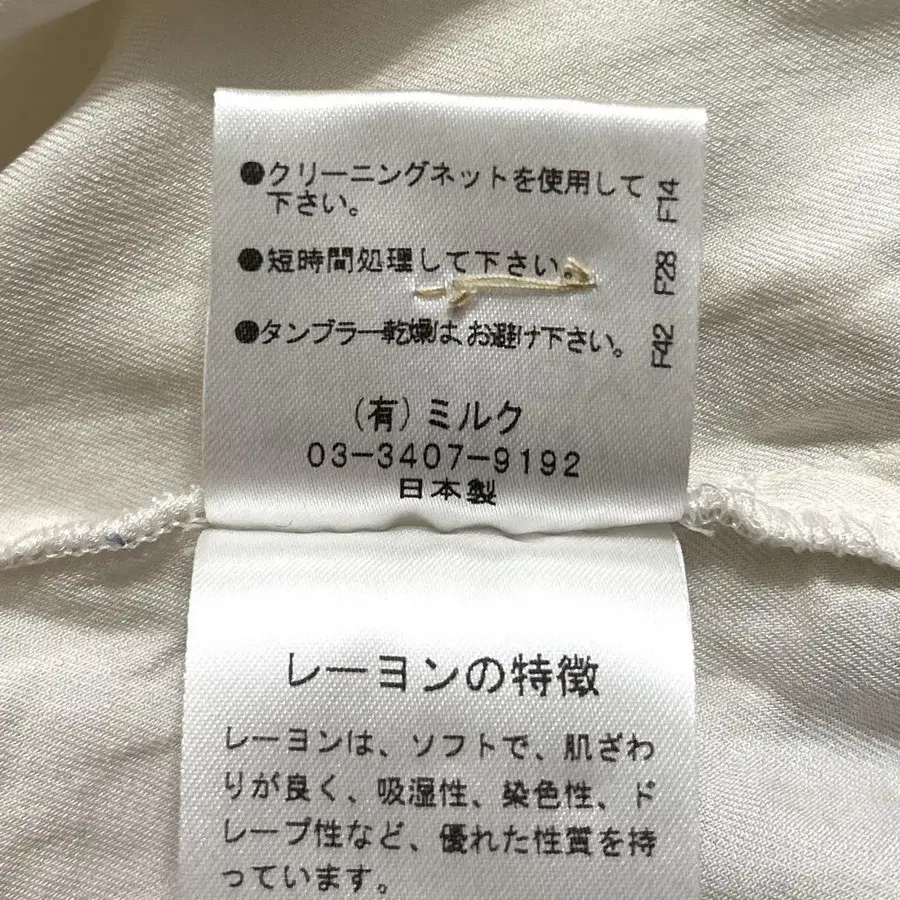 ●クリーニングネットを使用して
下さい。
●短時間処理して下さい。
●タンブラー乾燥は、お避け下さい。
F42 F28 F14
(有)ミルク
03-3407-9192
日本製
レーヨンの特徴
レーヨンは、ソフトで、肌ざわ
りが良く、吸湿性、染色性、ド
レープ性など、優れた性質を持
っています。